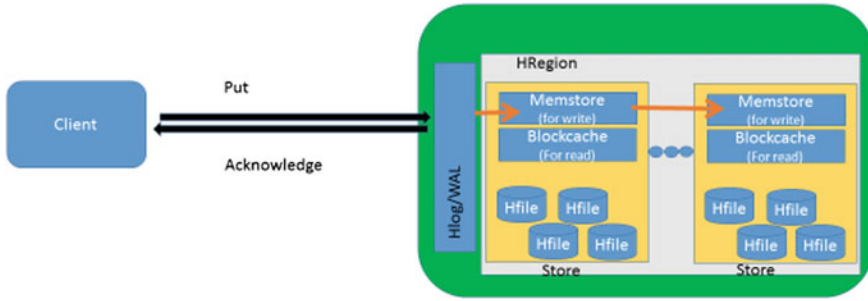 Client
Put
Acknowledge
Hlog/WAL
HRegion
Memstore
(for write)
Blockcache
(For read)
Hfile
Hfile
Hfile
Hfile
Store
Memstore
(for write)
Blockcache
(For read)
Hfile
Hfile
Hfile
Hfile
Store